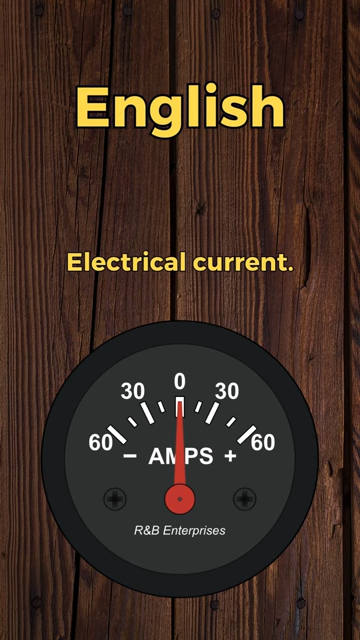 English
Electrical current.
0
30 30
60 60
− AMPS +
R&B Enterprises